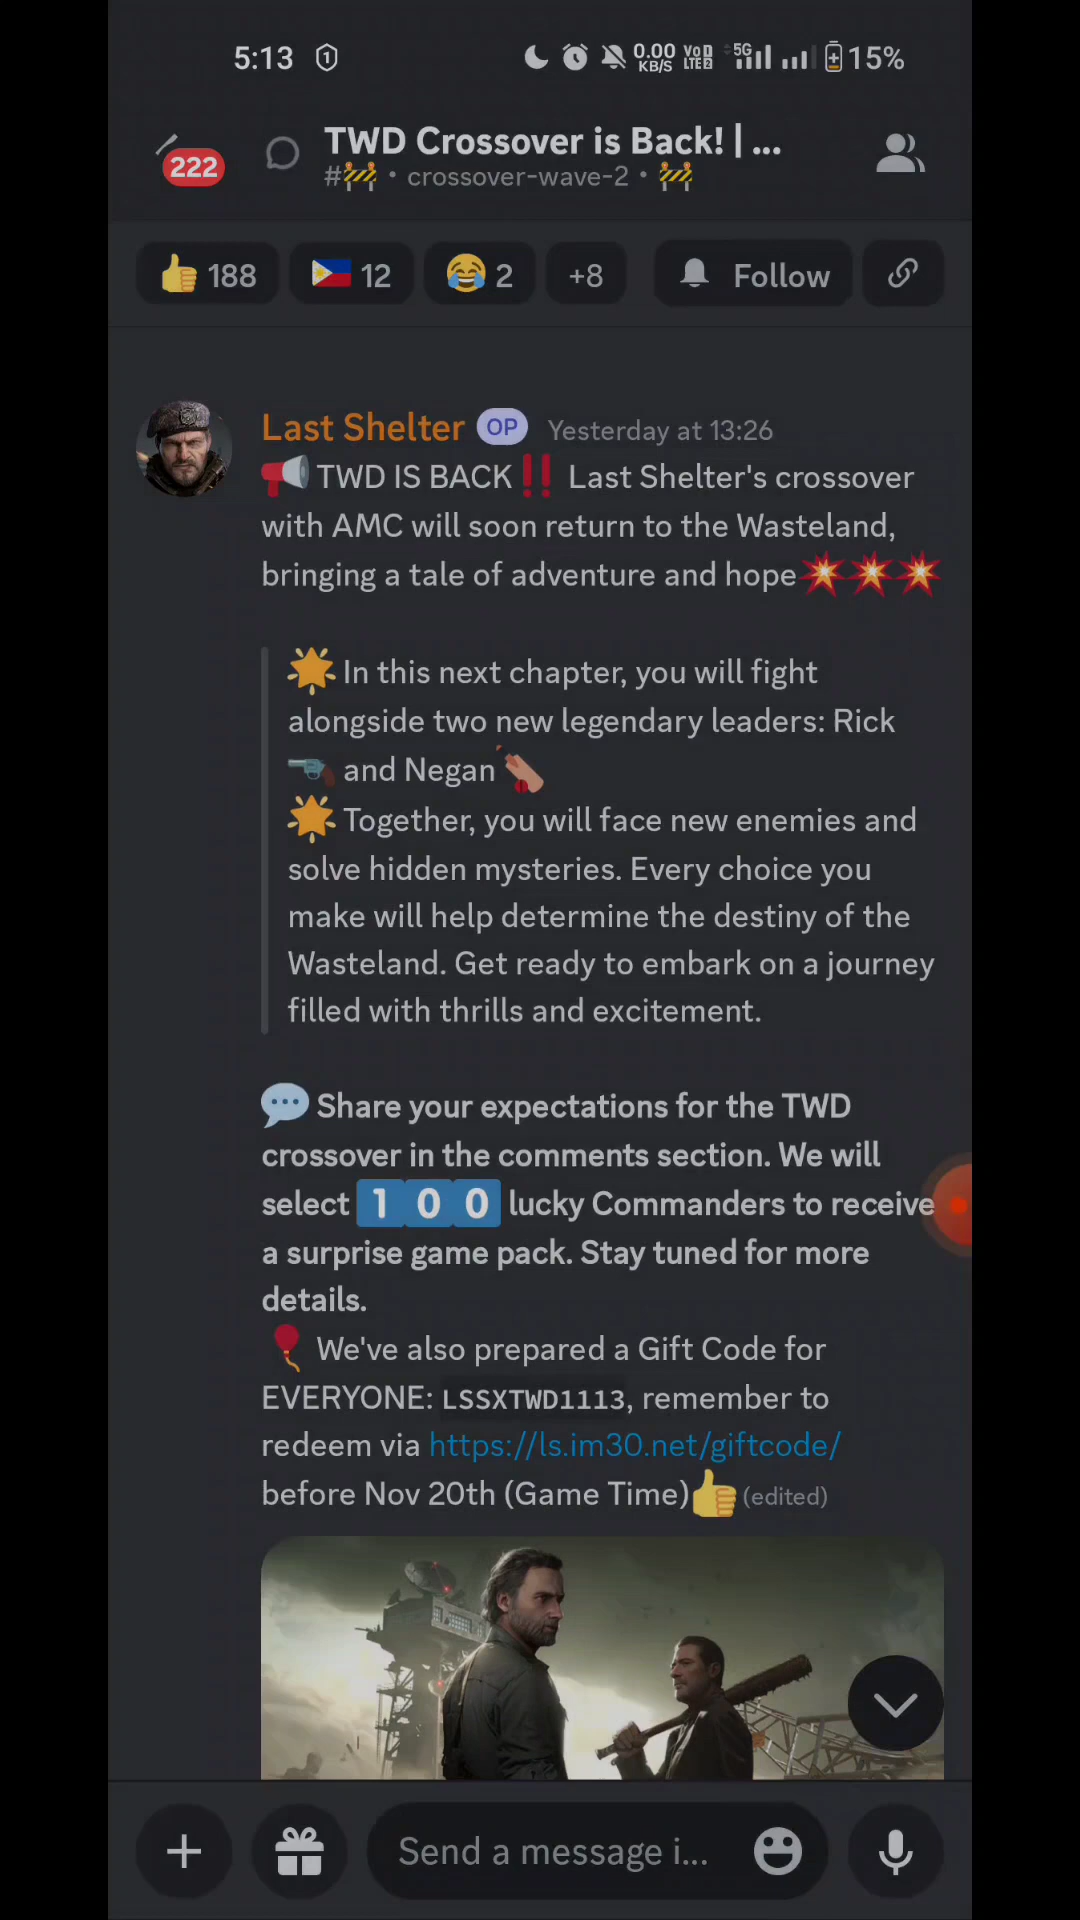 5:13 1 0.00 KB/S VoD LTE2 5G 15%
222 TWD Crossover is Back! | ...
#🚧 • crossover-wave-2 • 🚧
👍 188 🇵🇭 12 😂 2 +8 Follow
Last Shelter OP Yesterday at 13:26
📢 TWD IS BACK‼️ Last Shelter's crossover
with AMC will soon return to the Wasteland,
bringing a tale of adventure and hope💥💥💥
🌟 In this next chapter, you will fight
alongside two new legendary leaders: Rick
and Negan
🌟 Together, you will face new enemies and
solve hidden mysteries. Every choice you
make will help determine the destiny of the
Wasteland. Get ready to embark on a journey
filled with thrills and excitement.
💬 Share your expectations for the TWD
crossover in the comments section. We will
select 1 0 0 lucky Commanders to receive
a surprise game pack. Stay tuned for more
details.
🎈 We've also prepared a Gift Code for
EVERYONE: LSSXTWD1113, remember to
redeem via https://ls.im30.net/giftcode/
before Nov 20th (Game Time)👍 (edited)
Send a message i...